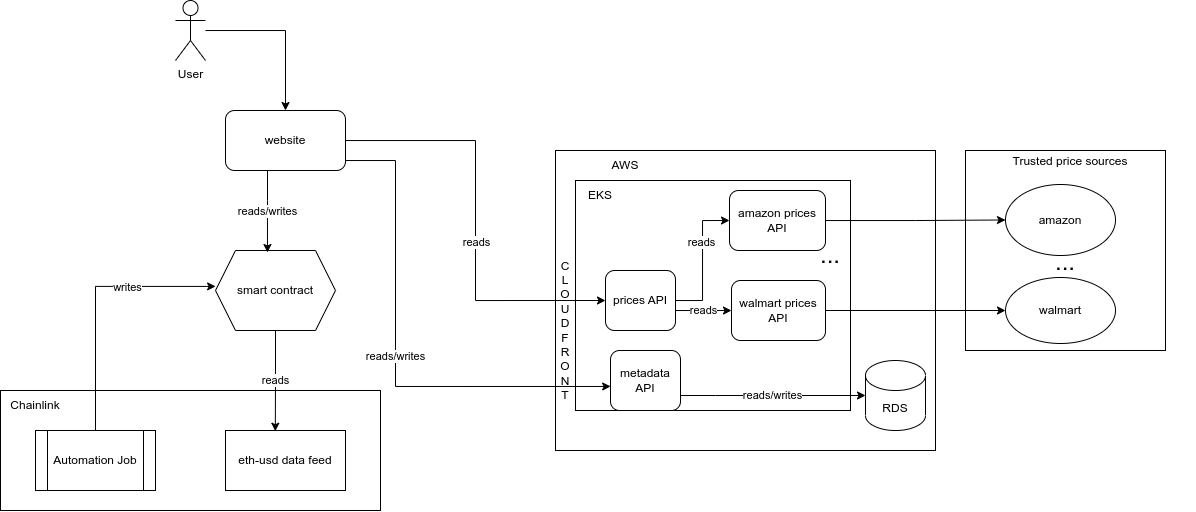 User
website
reads/writes
smart contract
writes
reads
Chainlink
Automation Job
eth-usd data feed
reads
reads/writes
AWS
CLOUDFRONT
EKS
prices API
reads
reads
amazon prices
API
...
walmart prices
API
metadata
API
reads/writes
RDS
Trusted price sources
amazon
...
walmart